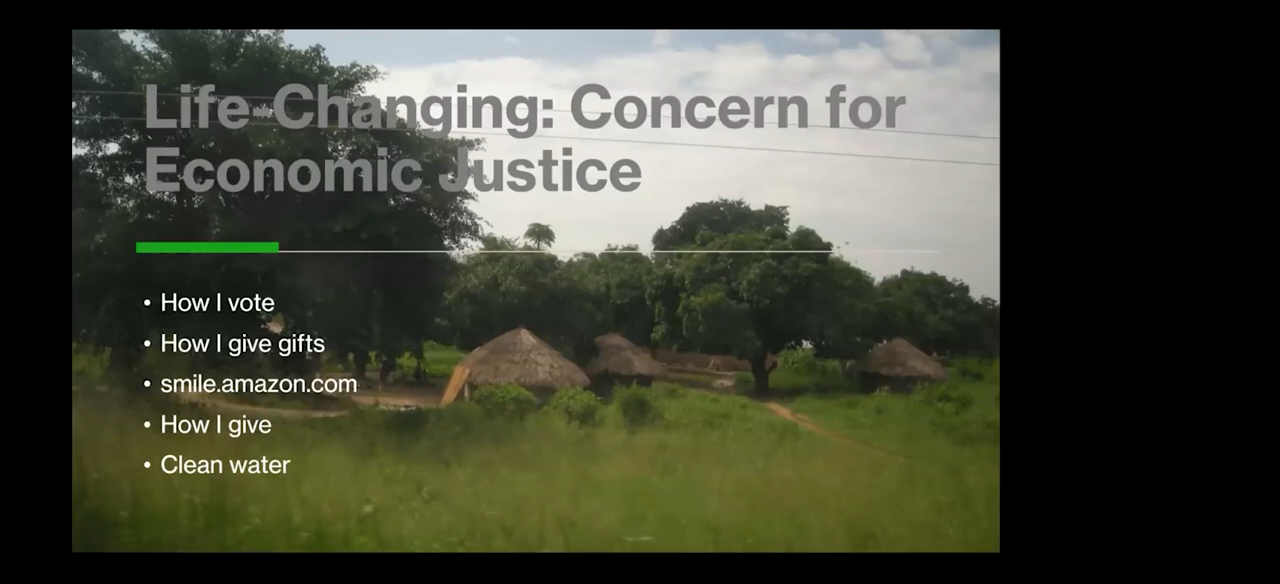 Life-Changing: Concern for
Economic Justice
• How I vote
• How I give gifts
• smile.amazon.com
• How I give
• Clean water